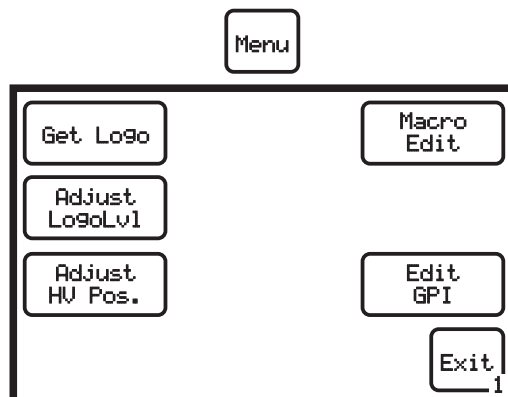 Menu
Get Logo
Macro
Edit
Adjust
LogoLvl
Adjust
HV Pos.
Edit
GPI
Exit
1